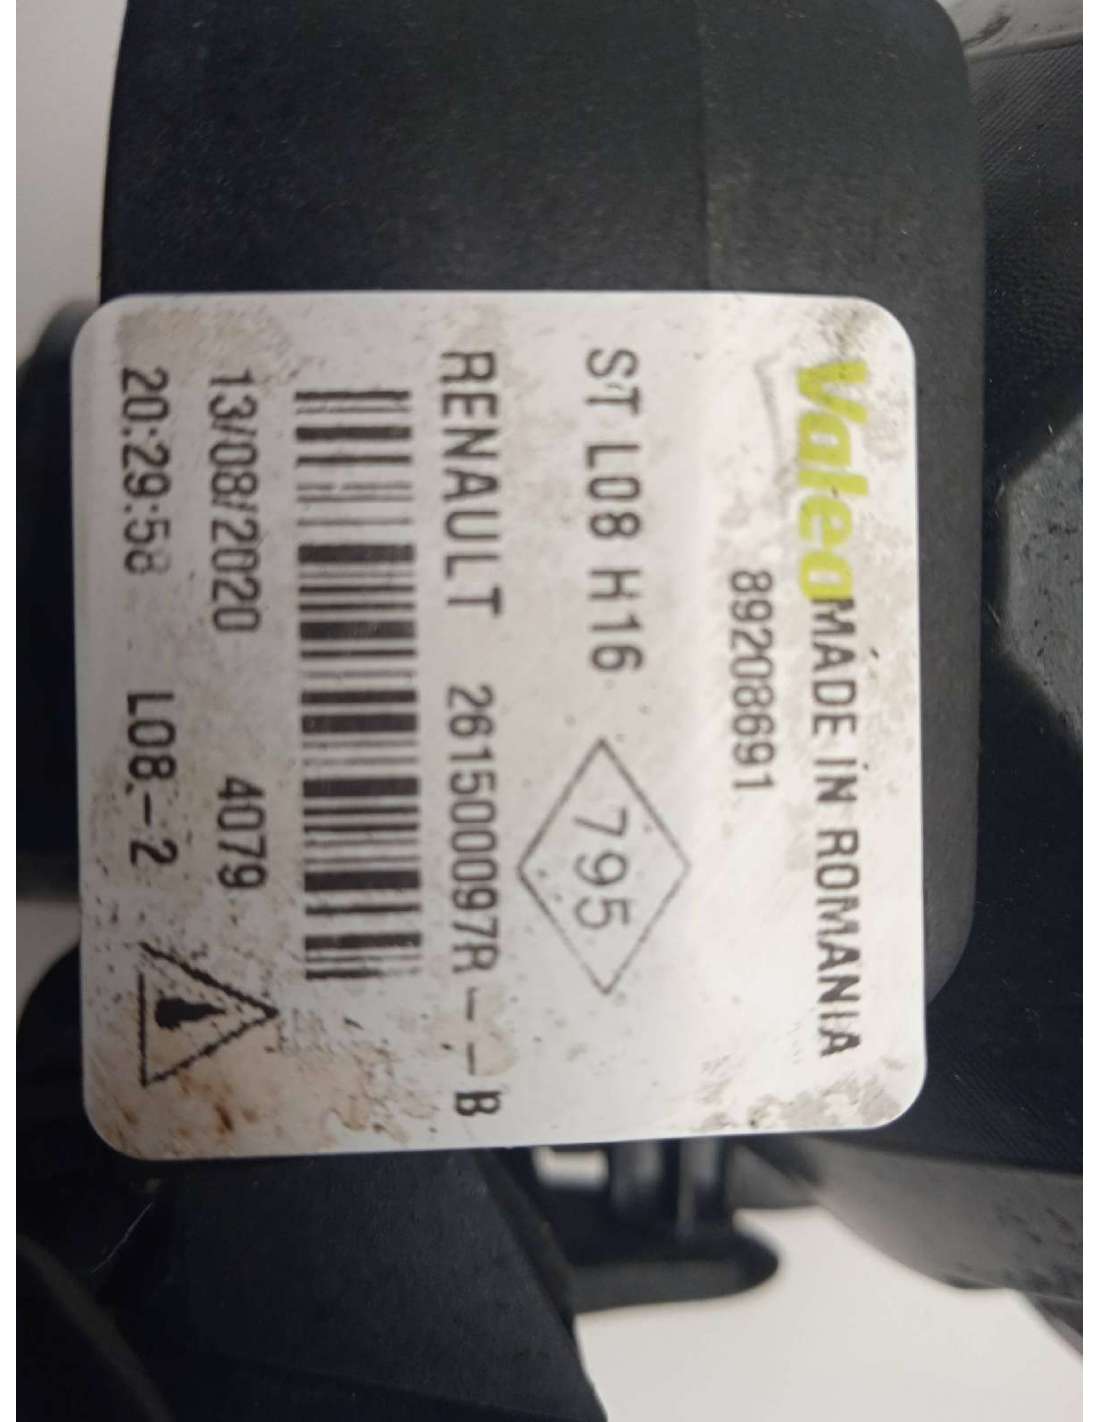 Valeo MADE IN ROMANIA
89208691
ST L08 H16 795
RENAULT 261500097R--B
13/08/2020 4079
20:29:58 L08-2